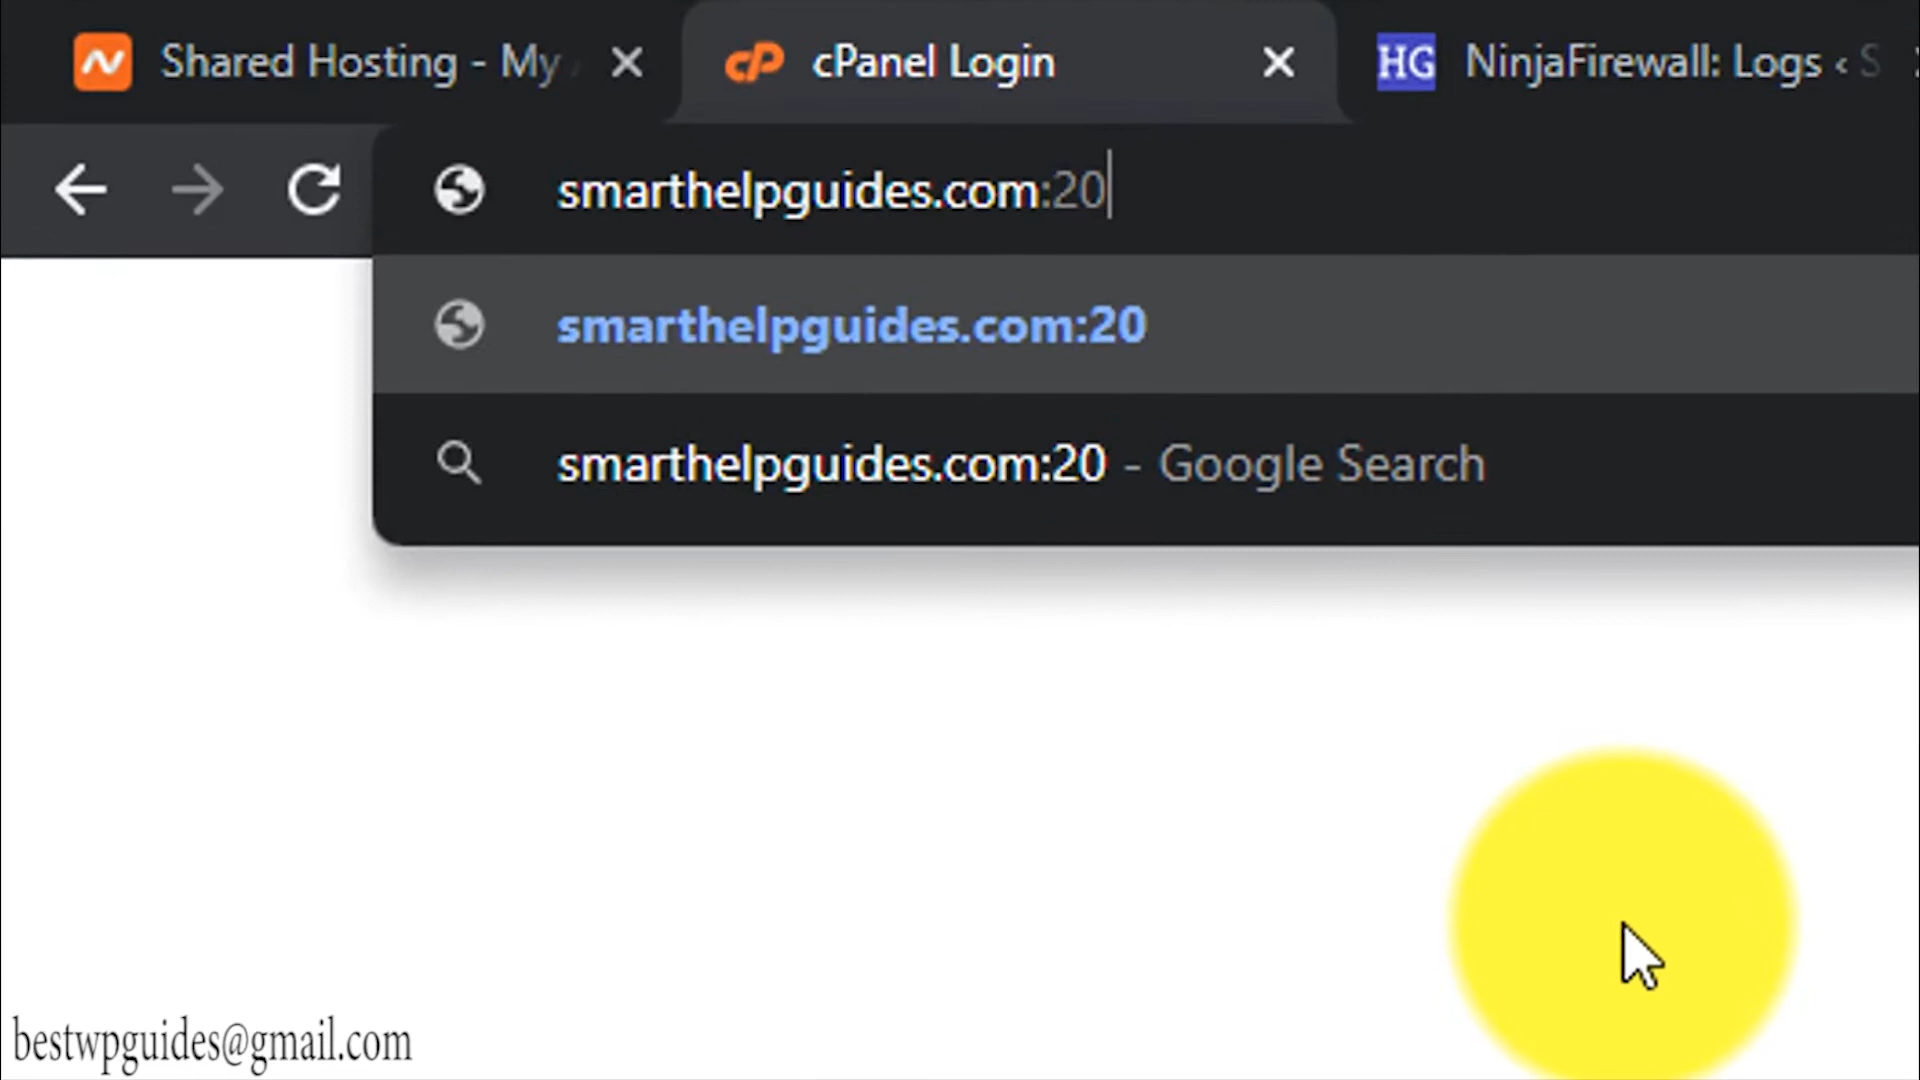 Shared Hosting - My
cPanel Login
HG NinjaFirewall: Logs ‹ S
smarthelpguides.com:20
smarthelpguides.com:20
smarthelpguides.com:20 - Google Search
bestwpguides@gmail.com